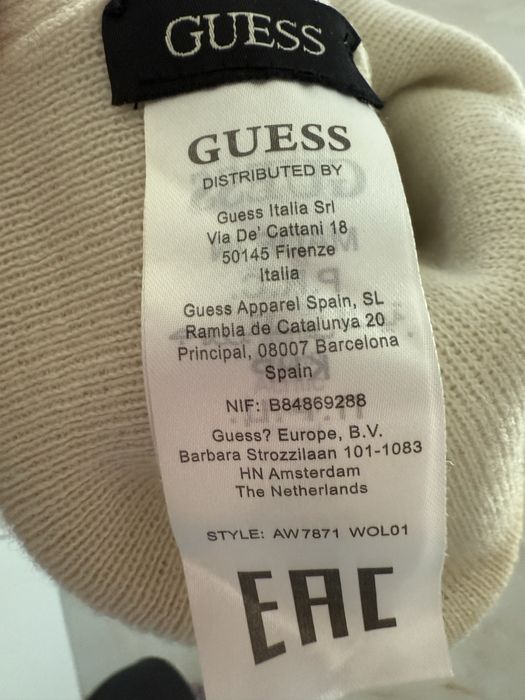 GUESS
GUESS
DISTRIBUTED BY
Guess Italia Srl
Via De' Cattani 18
50145 Firenze
Italia
Guess Apparel Spain, SL
Rambla de Catalunya 20
Principal, 08007 Barcelona
Spain
NIF: B84869288
Guess? Europe, B.V.
Barbara Strozzilaan 101-1083
HN Amsterdam
The Netherlands
STYLE: AW7871 WOL01
EAC